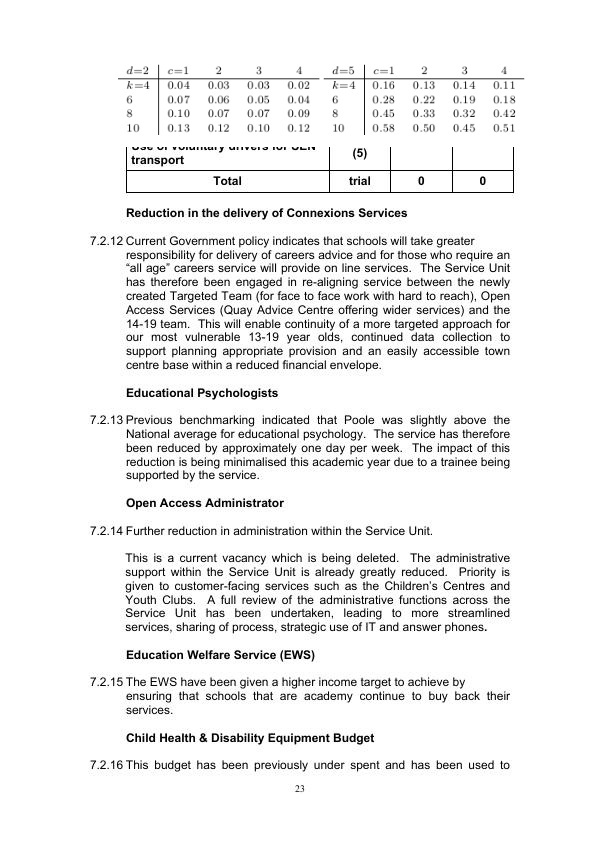 d=2 c=1 2 3 4 d=5 c=1 2 3 4
k=4 0.04 0.03 0.03 0.02 k=4 0.16 0.13 0.14 0.11
6 0.07 0.06 0.05 0.04 6 0.28 0.22 0.19 0.18
8 0.10 0.07 0.07 0.09 8 0.45 0.33 0.32 0.42
10 0.13 0.12 0.10 0.12 10 0.58 0.50 0.45 0.51
Use of voluntary drivers for SEN
transport (5)
Total trial 0 0
Reduction in the delivery of Connexions Services
7.2.12 Current Government policy indicates that schools will take greater
responsibility for delivery of careers advice and for those who require an
“all age” careers service will provide on line services. The Service Unit
has therefore been engaged in re-aligning service between the newly
created Targeted Team (for face to face work with hard to reach), Open
Access Services (Quay Advice Centre offering wider services) and the
14-19 team. This will enable continuity of a more targeted approach for
our most vulnerable 13-19 year olds, continued data collection to
support planning appropriate provision and an easily accessible town
centre base within a reduced financial envelope.
Educational Psychologists
7.2.13 Previous benchmarking indicated that Poole was slightly above the
National average for educational psychology. The service has therefore
been reduced by approximately one day per week. The impact of this
reduction is being minimalised this academic year due to a trainee being
supported by the service.
Open Access Administrator
7.2.14 Further reduction in administration within the Service Unit.
This is a current vacancy which is being deleted. The administrative
support within the Service Unit is already greatly reduced. Priority is
given to customer-facing services such as the Children’s Centres and
Youth Clubs. A full review of the administrative functions across the
Service Unit has been undertaken, leading to more streamlined
services, sharing of process, strategic use of IT and answer phones.
Education Welfare Service (EWS)
7.2.15 The EWS have been given a higher income target to achieve by
ensuring that schools that are academy continue to buy back their
services.
Child Health & Disability Equipment Budget
7.2.16 This budget has been previously under spent and has been used to
23